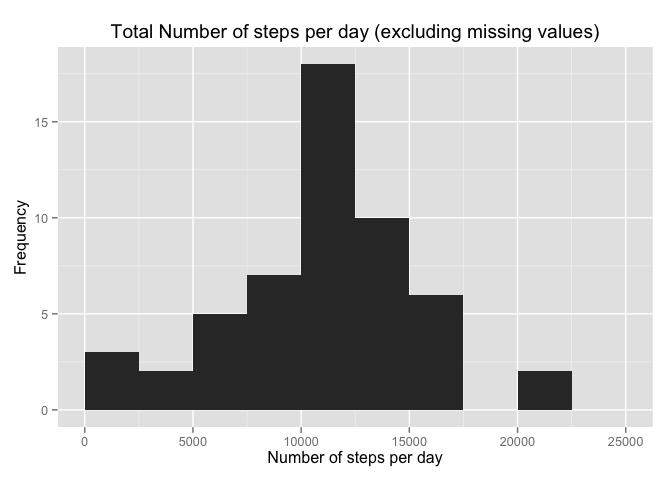 Total Number of steps per day (excluding missing values)
Frequency
15
10
5
0
0 5000 10000 15000 20000 25000
Number of steps per day